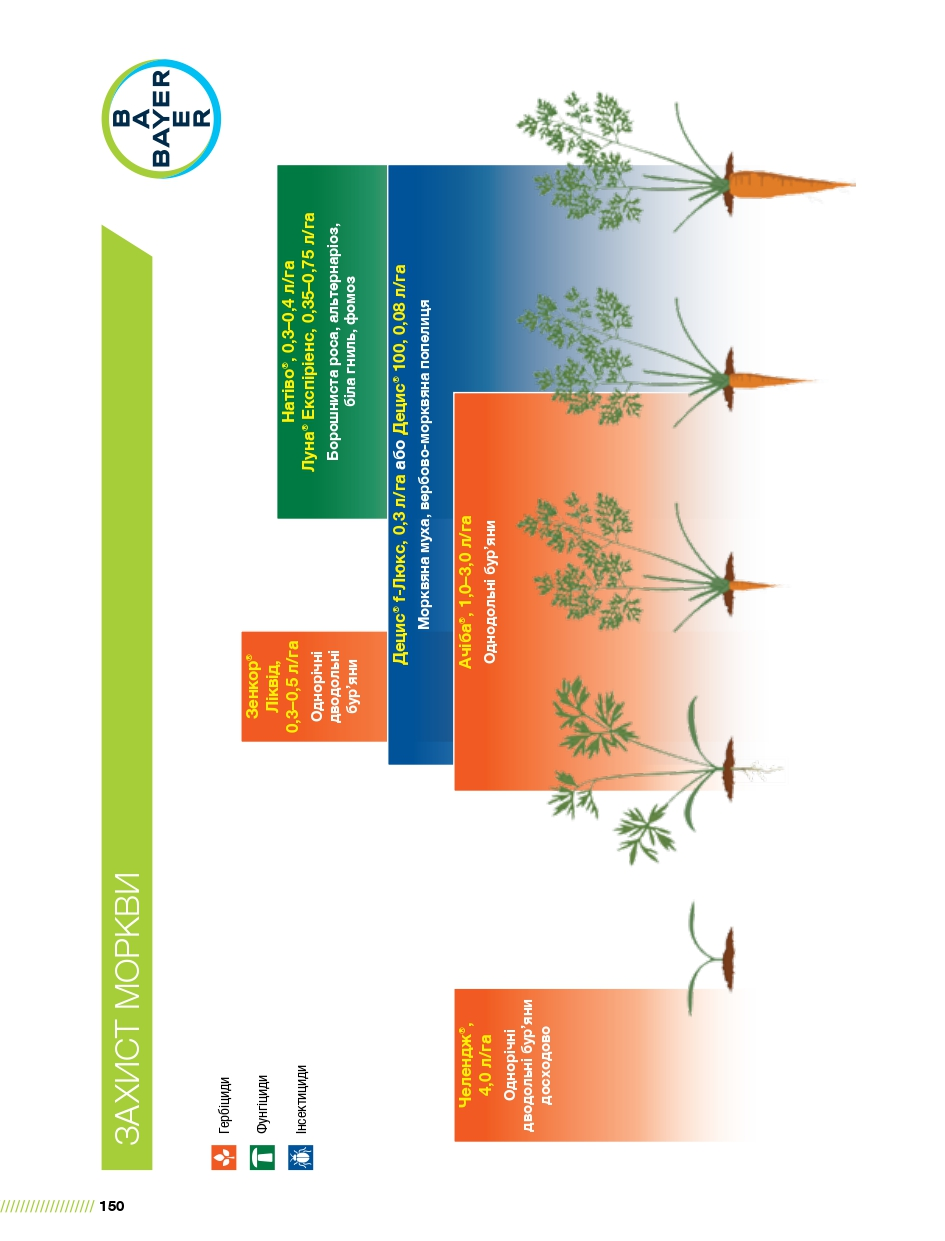 ЗАХИСТ МОРКВИ
B
A
BAYER
E
R
Гербіциди
Фунгіциди
Інсектициди
Зенкор®
Ліквід,
0,3–0,5 л/га
Однорічні
дводольні
бур’яни
Натіво®, 0,3–0,4 л/га
Луна® Експіріенс, 0,35–0,75 л/га
Борошниста роса, альтернаріоз,
біла гниль, фомоз
Децис® f-Люкс, 0,3 л/га або Децис® 100, 0,08 л/га
Морквяна муха, вербово-морквяна попелиця
Челендж®,
4,0 л/га
Однорічні
дводольні бур’яни
досходово
Ачіба®, 1,0–3,0 л/га
Однодольні бур’яни
150